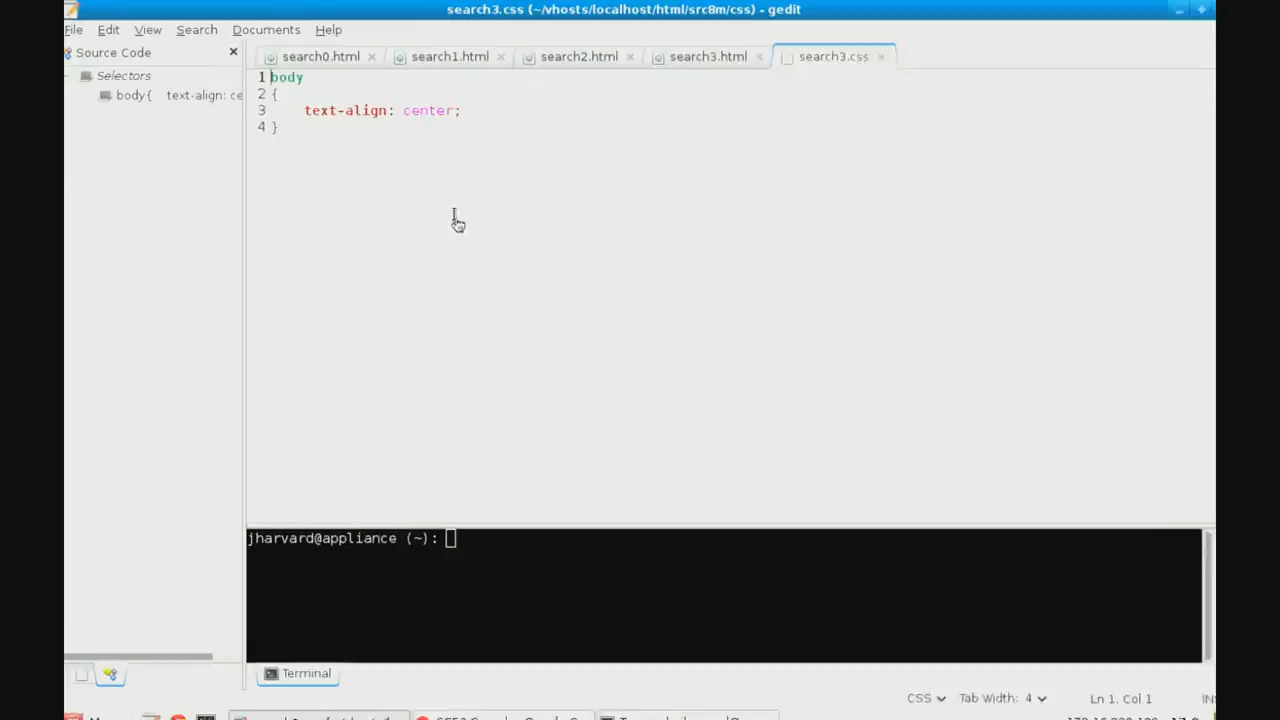 search3.css (~/vhosts/localhost/html/src8m/css) - gedit
File Edit View Search Documents Help
Source Code
search0.html search1.html search2.html search3.html search3.css
Selectors
body{ text-align: ce
1 body
2 {
3 text-align: center;
4 }
jharvard@appliance (~):
Terminal
CSS Tab Width: 4 Ln 1, Col 1 IN